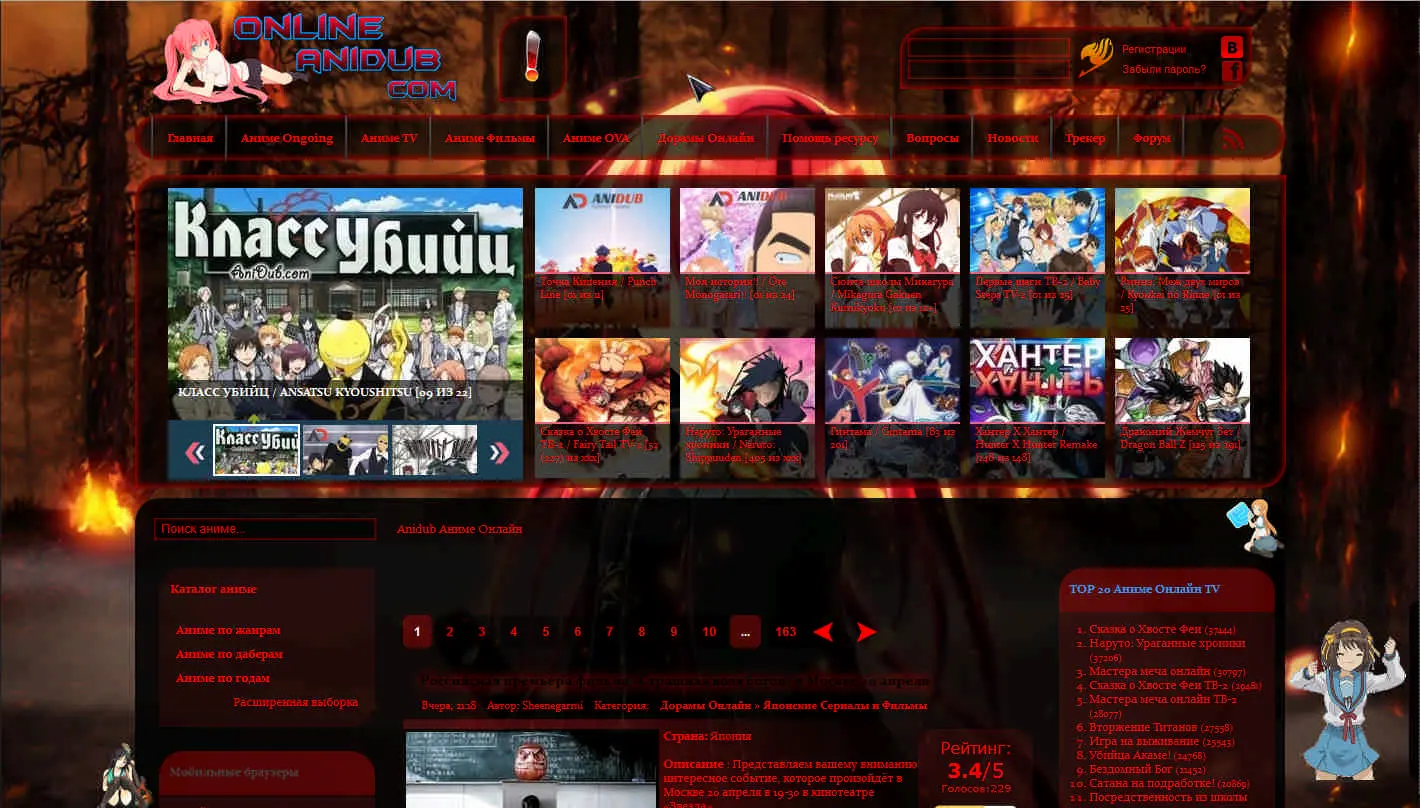 ONLINE
ANIDUB
COM
Регистрации
Забыли пароль?
B
f
Главная
Аниме Ongoing
Аниме TV
Аниме Фильмы
Аниме OVA
Дорамы Онлайн
Помощь ресурсу
Вопросы
Новости
Трекер
Форум
Класс Убийц
AniDub.com
КЛАСС УБИЙЦ / ANSATSU KYOUSHITSU [09 ИЗ 22]
Класс Убий
ANIDUB
Точка Кипения / Punch
Line [01 из 11]
ANIDUB
Моя история!! / Ore
Monogatari!! [01 из 24]
Сюита школы Микагура
/ Mikagura Gakuen
Kumikyoku [01 из 12]
Первые шаги ТВ-2 / Baby
Steps TV-2 [01 из 25]
Ринне: Меж двух миров
/ Kyoukai no Rinne [01 из
25]
Сказка о Хвосте Феи
ТВ-2 / Fairy Tail TV-2 [52
(227) из xxx]
Наруто: Ураганные
хроники / Naruto:
Shippuuden [405 из xxx]
Гинтама / Gintama [83 из
201]
ХАНТЕР
ХАНТЕР
Хантер Х Хантер /
Hunter X Hunter Remake
[148 из 148]
Драконий Жемчуг Зет /
Dragon Ball Z [125 из 291]
Поиск аниме...
Anidub Аниме Онлайн
Каталог аниме
Аниме по жанрам
Аниме по даберам
Аниме по годам
Расширенная выборка
Мобильные браузеры
1 2 3 4 5 6 7 8 9 10 ... 163
Вчера, 21:18 Автор: Sheenegarmi Категория: Дорамы Онлайн » Японские Сериалы и Фильмы
Страна: Япония
Описание : Представляем вашему вниманию
интересное событие, которое произойдёт в
Москве 20 апреля в 19-30 в кинотеатре
«Звезда»
Рейтинг:
3.4/5
Голосов:229
TOP 20 Аниме Онлайн TV
1. Сказка о Хвосте Феи (37444)
2. Наруто: Ураганные хроники
(37206)
3. Мастера меча онлайн (30797)
4. Сказка о Хвосте Феи ТВ-2 (29481)
5. Мастера меча онлайн ТВ-2
(28077)
6. Вторжение Титанов (27558)
7. Игра на выживание (25543)
8. Убийца Акаме! (24768)
9. Бездомный Бог (21452)
10. Сатана на подработке! (20869)
11. Посредственность из школы